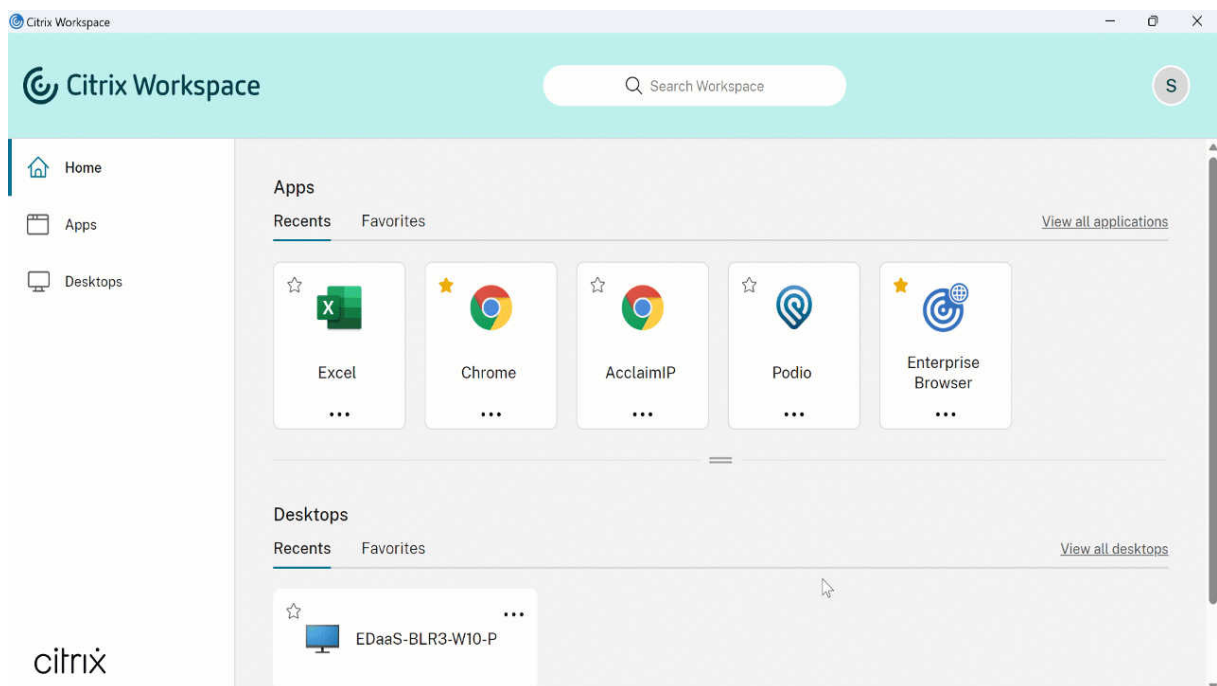 Citrix Workspace
Citrix Workspace
Search Workspace
S
Home
Apps
Desktops
Apps
Recents Favorites View all applications
X
Excel
Chrome
AcclaimIP
Podio
Enterprise
Browser
Desktops
Recents Favorites View all desktops
EDaaS-BLR3-W10-P
citrix